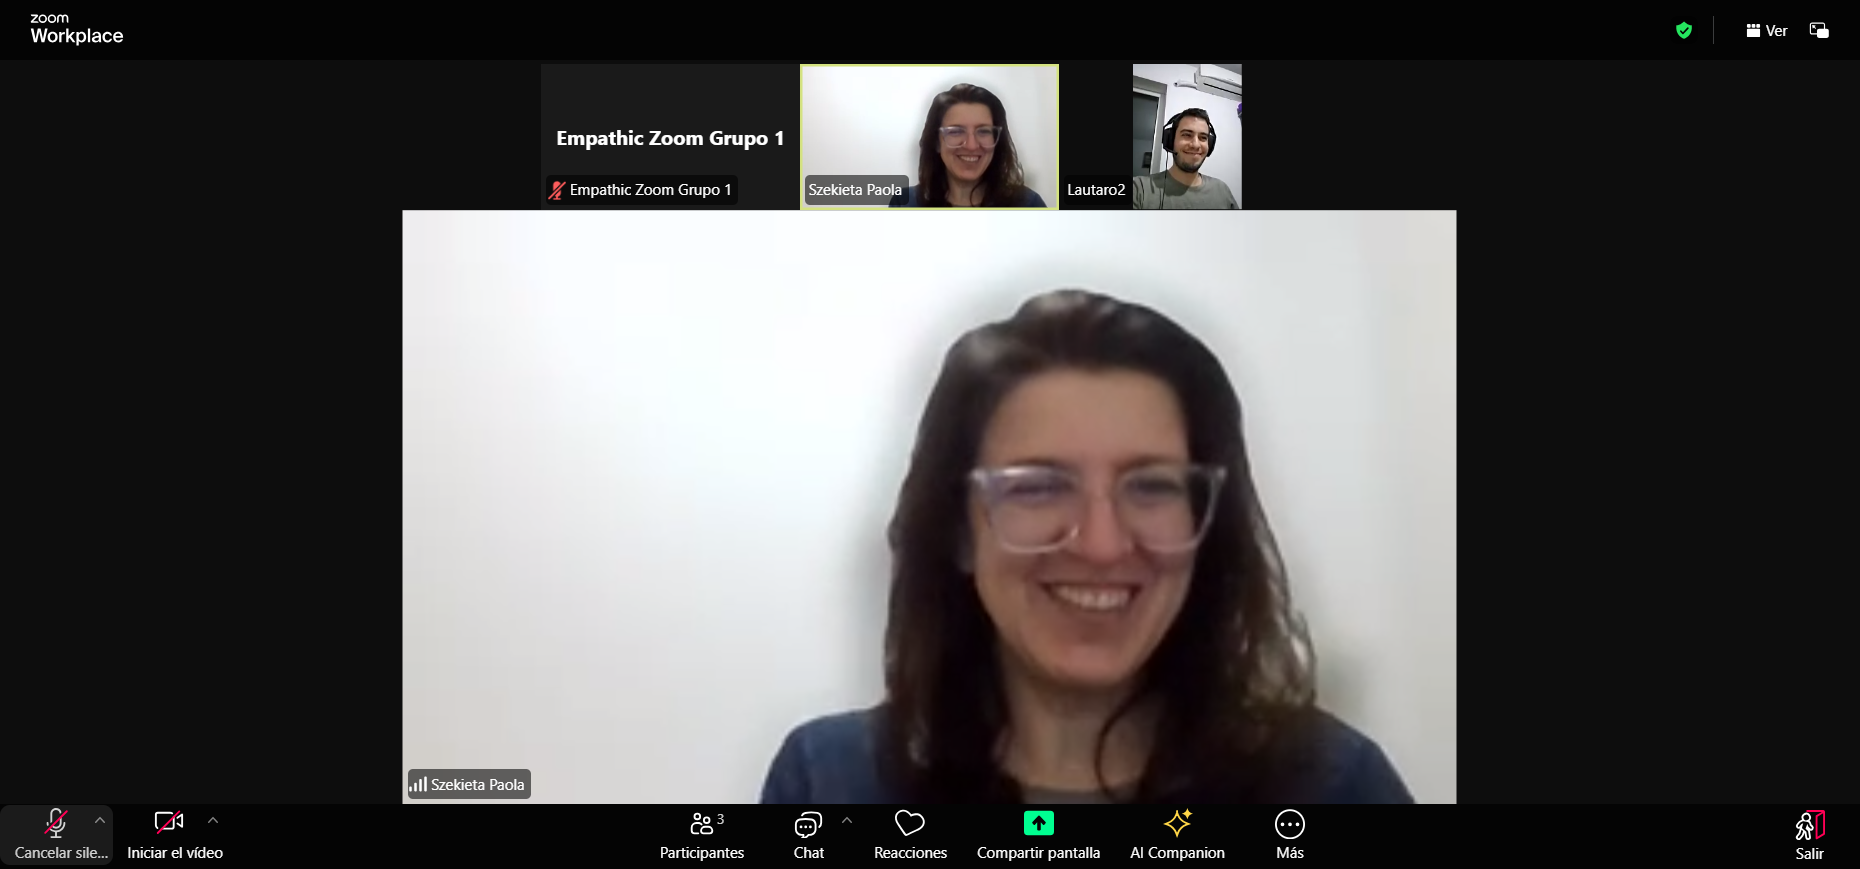 zoom
Workplace
Ver
Empathic Zoom Grupo 1
Empathic Zoom Grupo 1
Szekieta Paola
Lautaro2
Szekieta Paola
Cancelar sile...
Iniciar el vídeo
3
Participantes
Chat
Reacciones
Compartir pantalla
AI Companion
Más
Salir